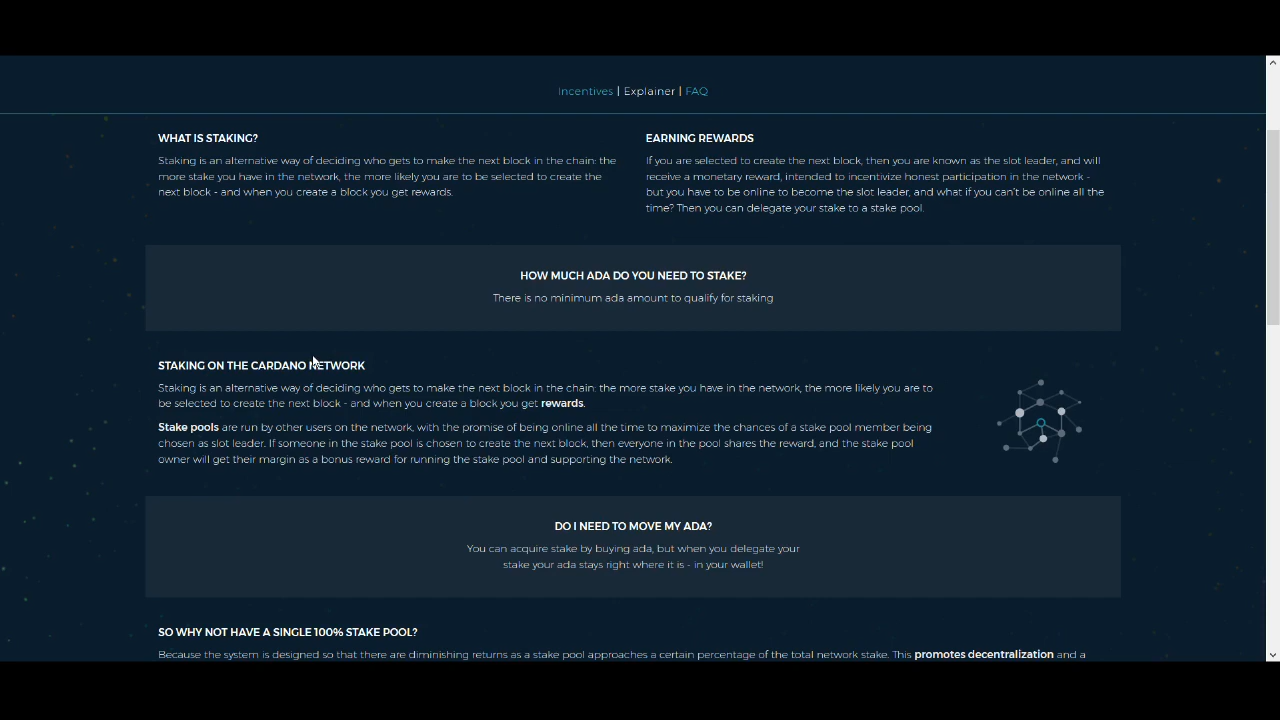 Incentives | Explainer | FAQ
WHAT IS STAKING?
Staking is an alternative way of deciding who gets to make the next block in the chain: the
more stake you have in the network, the more likely you are to be selected to create the
next block - and when you create a block you get rewards.
EARNING REWARDS
If you are selected to create the next block, then you are known as the slot leader, and will
receive a monetary reward, intended to incentivize honest participation in the network -
but you have to be online to become the slot leader, and what if you can't be online all the
time? Then you can delegate your stake to a stake pool.
HOW MUCH ADA DO YOU NEED TO STAKE?
There is no minimum ada amount to qualify for staking
STAKING ON THE CARDANO NETWORK
Staking is an alternative way of deciding who gets to make the next block in the chain: the more stake you have in the network, the more likely you are to
be selected to create the next block - and when you create a block you get rewards.
Stake pools are run by other users on the network, with the promise of being online all the time to maximize the chances of a stake pool member being
chosen as slot leader. If someone in the stake pool is chosen to create the next block, then everyone in the pool shares the reward, and the stake pool
owner will get their margin as a bonus reward for running the stake pool and supporting the network.
DO I NEED TO MOVE MY ADA?
You can acquire stake by buying ada, but when you delegate your
stake your ada stays right where it is - in your wallet!
SO WHY NOT HAVE A SINGLE 100% STAKE POOL?
Because the system is designed so that there are diminishing returns as a stake pool approaches a certain percentage of the total network stake. This promotes decentralization and a